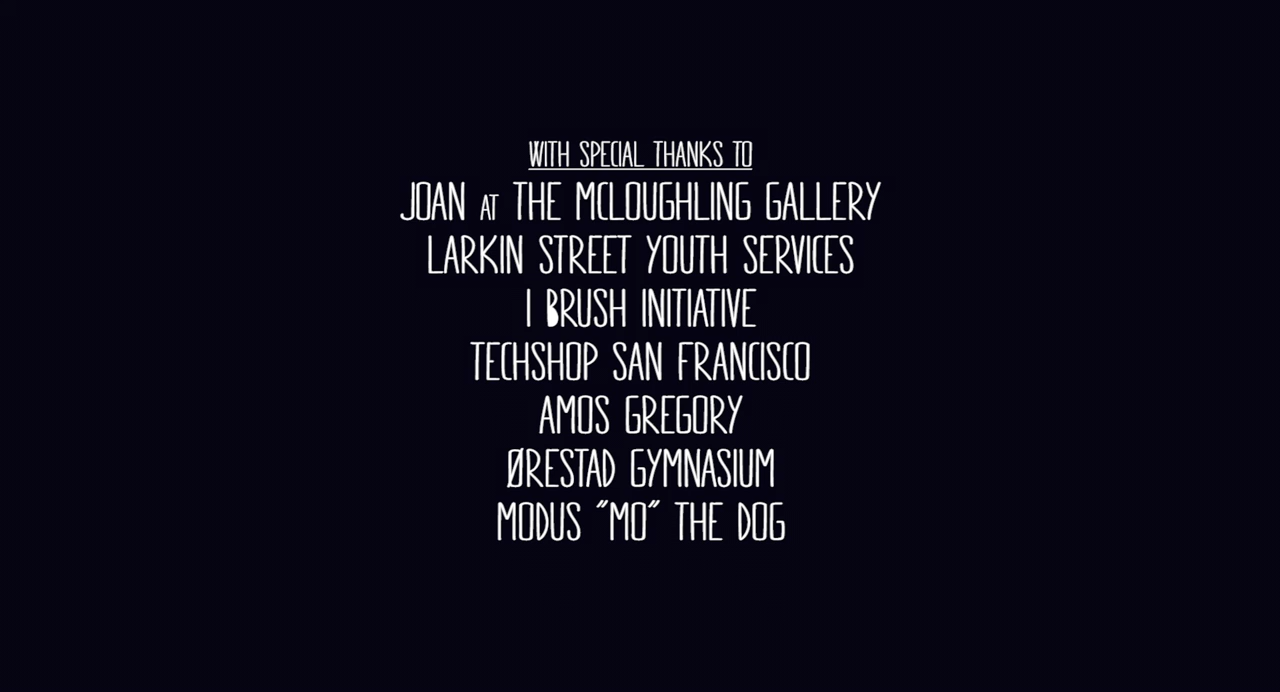 WITH SPECIAL THANKS TO
JOAN AT THE MCLOUGHLING GALLERY
LARKIN STREET YOUTH SERVICES
I BRUSH INITIATIVE
TECHSHOP SAN FRANCISCO
AMOS GREGORY
ØRESTAD GYMNASIUM
MODUS "MO" THE DOG